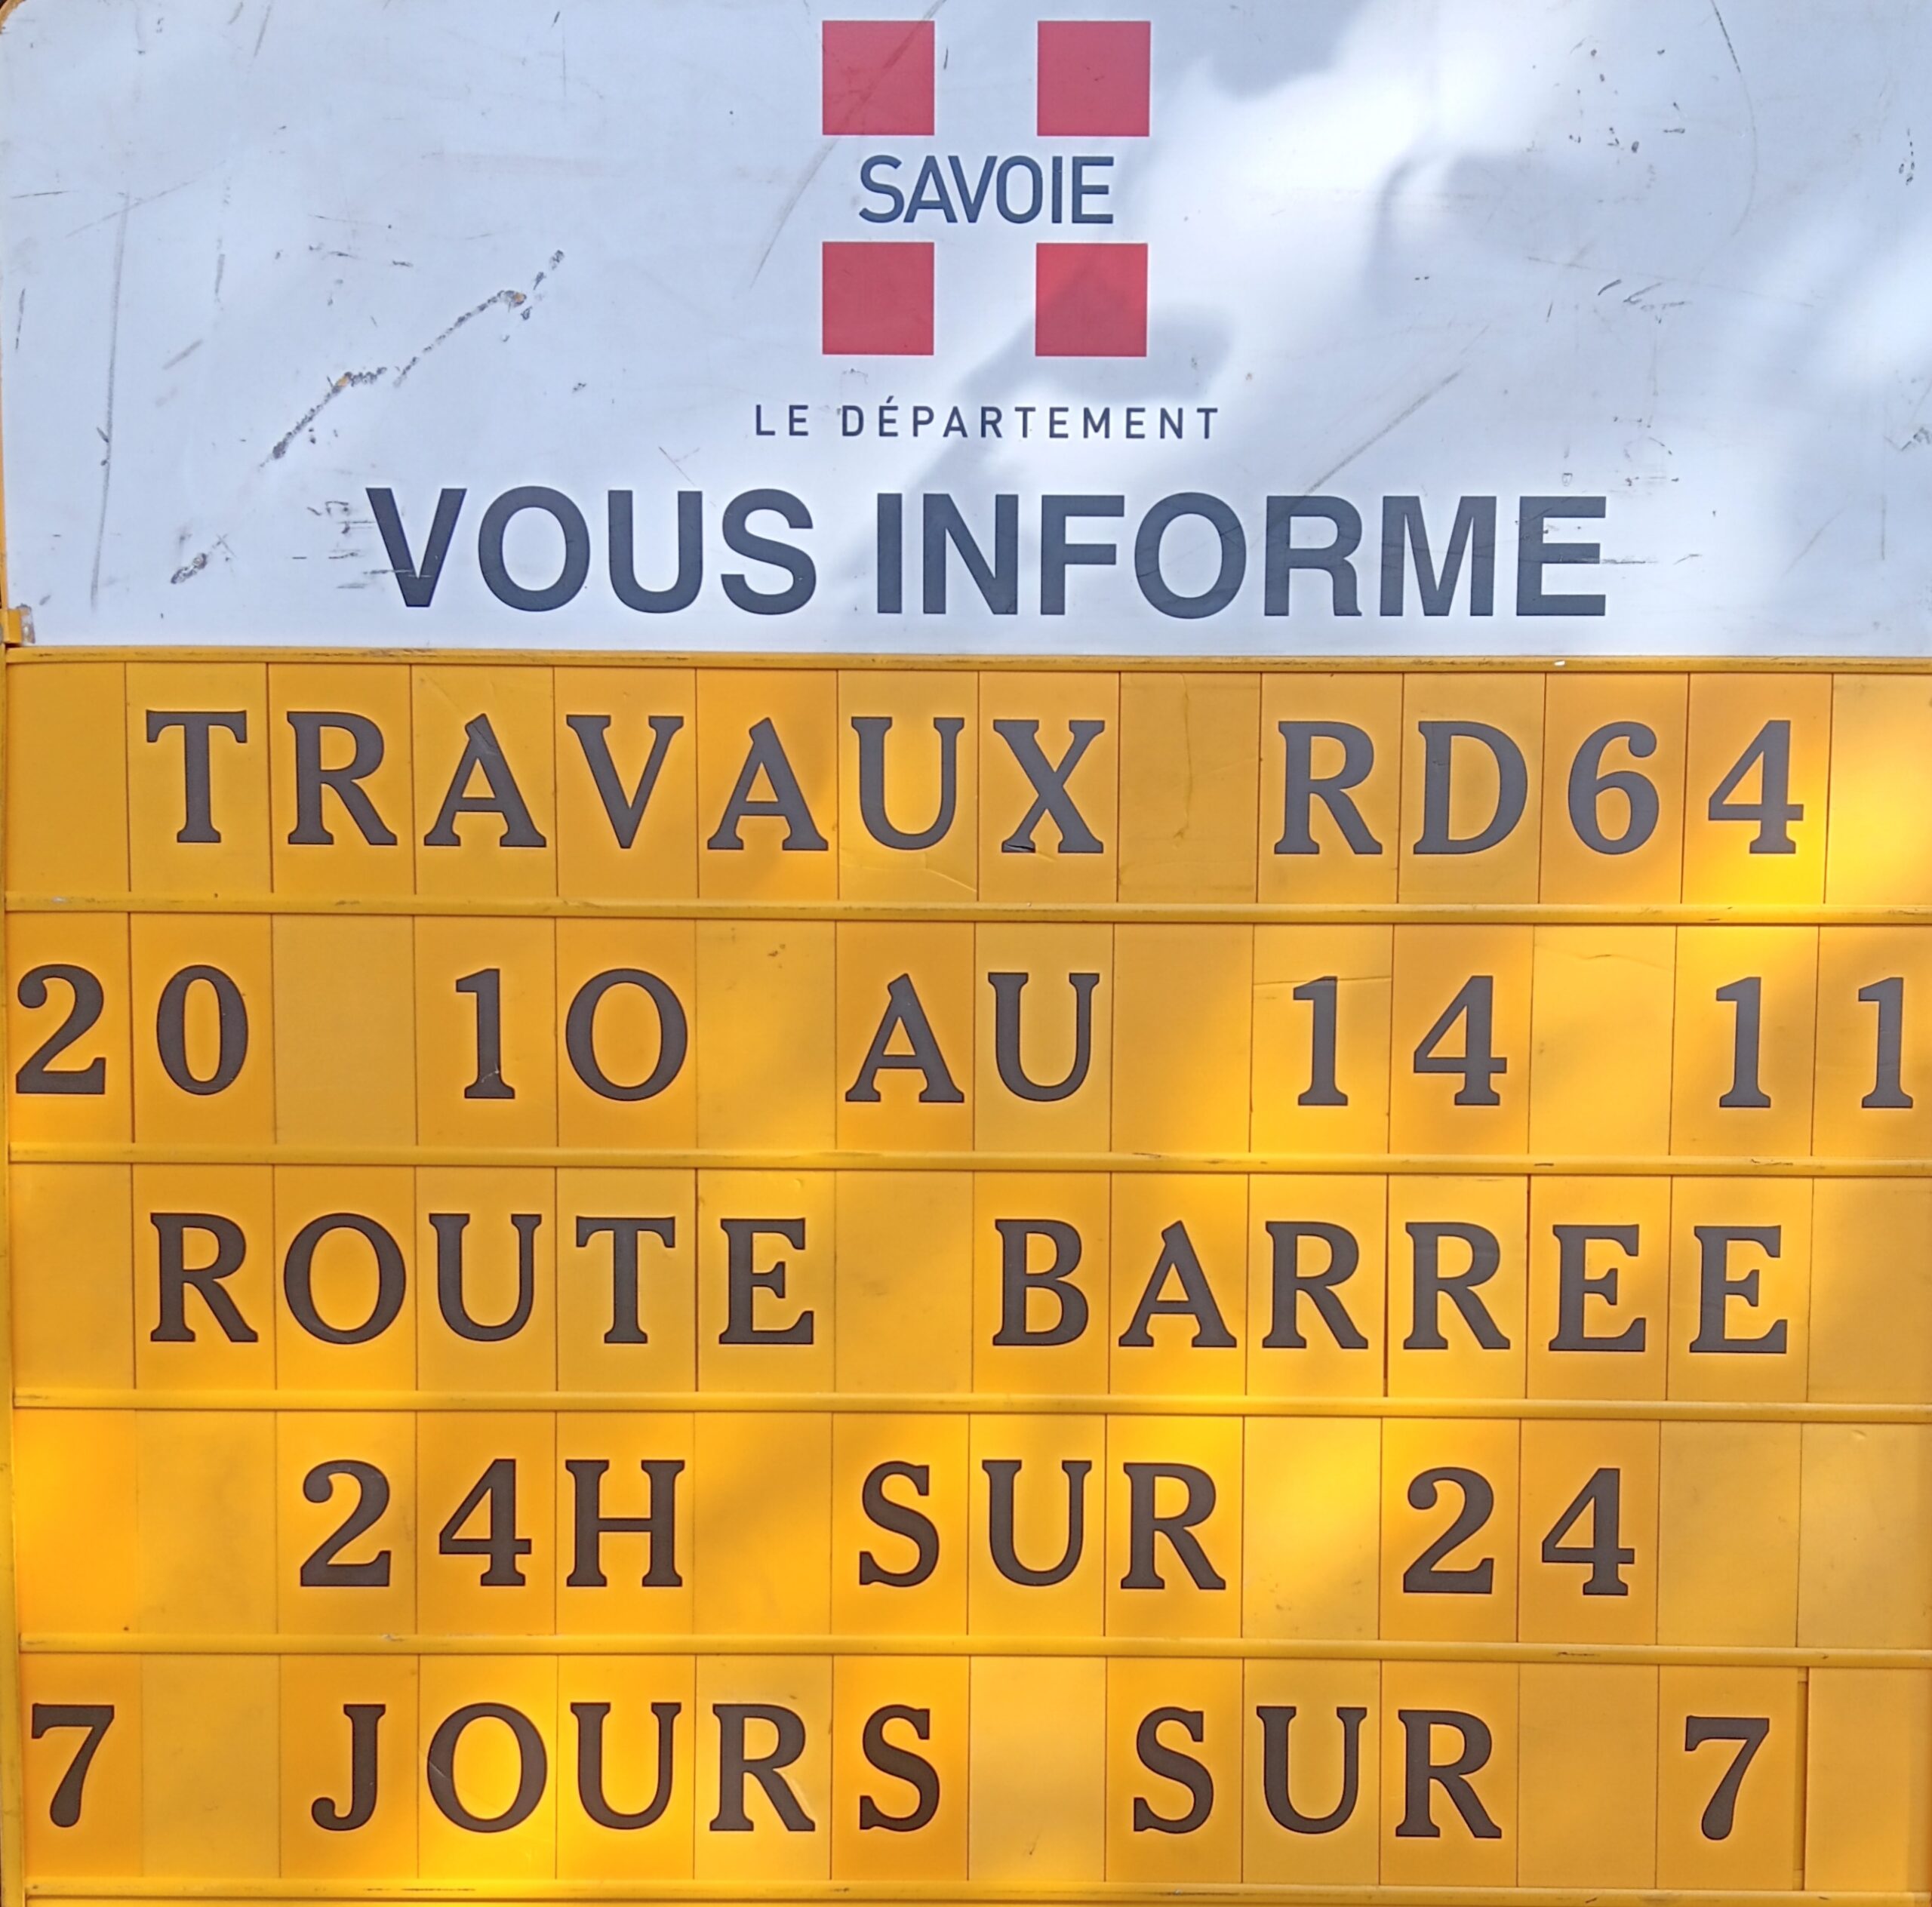 SAVOIE
LE DÉPARTEMENT
VOUS INFORME
TRAVAUX RD64
20 10 AU 14 11
ROUTE BARREE
24H SUR 24
7 JOURS SUR 7